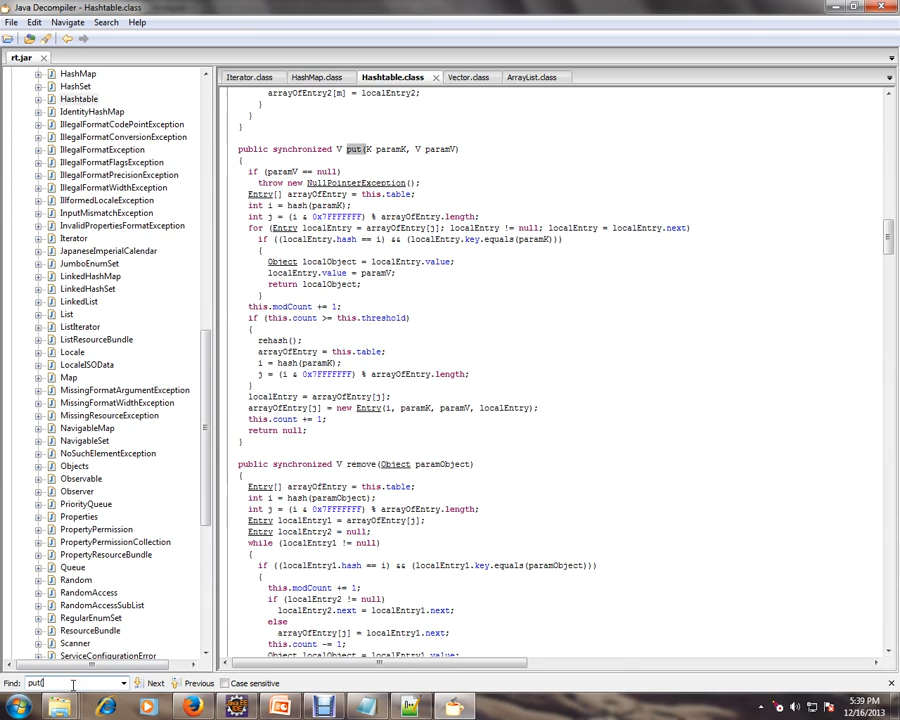 Java Decompiler - Hashtable.class
File Edit Navigate Search Help
rt.jar
HashMap
HashSet
Hashtable
IdentityHashMap
IllegalFormatCodePointException
IllegalFormatConversionException
IllegalFormatException
IllegalFormatFlagsException
IllegalFormatPrecisionException
IllegalFormatWidthException
IllformedLocaleException
InputMismatchException
InvalidPropertiesFormatException
Iterator
JapaneseImperialCalendar
JumboEnumSet
LinkedHashMap
LinkedHashSet
LinkedList
List
ListIterator
ListResourceBundle
Locale
LocaleISOData
Map
MissingFormatArgumentException
MissingFormatWidthException
MissingResourceException
NavigableMap
NavigableSet
NoSuchElementException
Objects
Observable
Observer
PriorityQueue
Properties
PropertyPermission
PropertyPermissionCollection
PropertyResourceBundle
Queue
Random
RandomAccess
RandomAccessSubList
RegularEnumSet
ResourceBundle
Scanner
ServiceConfigurationError
Iterator.class HashMap.class Hashtable.class Vector.class ArrayList.class
arrayOfEntry2[m] = localEntry2;
}
}
}
public synchronized V put(K paramK, V paramV)
{
if (paramV == null)
throw new NullPointerException();
Entry[] arrayOfEntry = this.table;
int i = hash(paramK);
int j = (i & 0x7FFFFFFF) % arrayOfEntry.length;
for (Entry localEntry = arrayOfEntry[j]; localEntry != null; localEntry = localEntry.next)
if ((localEntry.hash == i) && (localEntry.key.equals(paramK)))
{
Object localObject = localEntry.value;
localEntry.value = paramV;
return localObject;
}
this.modCount += 1;
if (this.count >= this.threshold)
{
rehash();
arrayOfEntry = this.table;
i = hash(paramK);
j = (i & 0x7FFFFFFF) % arrayOfEntry.length;
}
localEntry = arrayOfEntry[j];
arrayOfEntry[j] = new Entry(i, paramK, paramV, localEntry);
this.count += 1;
return null;
}
public synchronized V remove(Object paramObject)
{
Entry[] arrayOfEntry = this.table;
int i = hash(paramObject);
int j = (i & 0x7FFFFFFF) % arrayOfEntry.length;
Entry localEntry1 = arrayOfEntry[j];
Entry localEntry2 = null;
while (localEntry1 != null)
{
if ((localEntry1.hash == i) && (localEntry1.key.equals(paramObject)))
{
this.modCount += 1;
if (localEntry2 != null)
localEntry2.next = localEntry1.next;
else
arrayOfEntry[j] = localEntry1.next;
this.count -= 1;
Object localObject = localEntry1.value;
Find: put( Next Previous Case sensitive
5:39 PM
12/16/2013